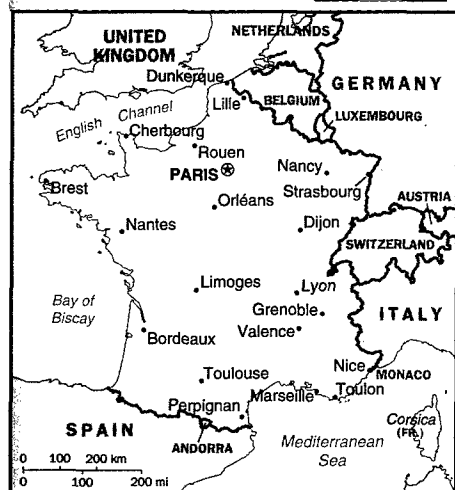 UNITED
KINGDOM
NETHERLANDS
Dunkerque
GERMANY
Lille
BELGIUM
LUXEMBOURG
English Channel
Cherbourg
Rouen
PARIS
Nancy
Strasbourg
Brest
Orléans
AUSTRIA
Nantes
Dijon
SWITZERLAND
Limoges
Lyon
Bay of
Biscay
Grenoble
ITALY
Bordeaux
Valence
Nice
MONACO
Toulouse
Marseille
Toulon
Perpignan
Corsica
(FR.)
SPAIN
ANDORRA
Mediterranean
Sea
0 100 200 km
0 100 200 mi